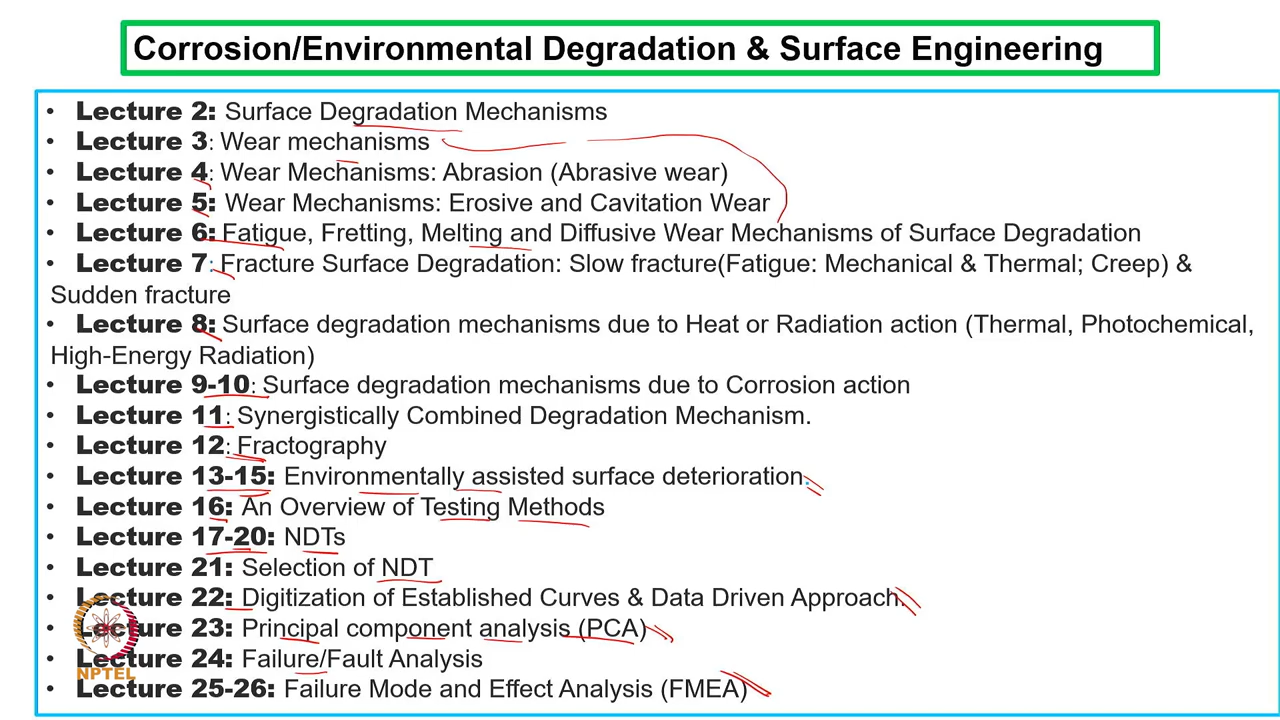 Corrosion/Environmental Degradation & Surface Engineering
• Lecture 2: Surface Degradation Mechanisms
• Lecture 3: Wear mechanisms
• Lecture 4: Wear Mechanisms: Abrasion (Abrasive wear)
• Lecture 5: Wear Mechanisms: Erosive and Cavitation Wear
• Lecture 6: Fatigue, Fretting, Melting and Diffusive Wear Mechanisms of Surface Degradation
• Lecture 7: Fracture Surface Degradation: Slow fracture(Fatigue: Mechanical & Thermal; Creep) &
Sudden fracture
• Lecture 8: Surface degradation mechanisms due to Heat or Radiation action (Thermal, Photochemical,
High-Energy Radiation)
• Lecture 9-10: Surface degradation mechanisms due to Corrosion action
• Lecture 11: Synergistically Combined Degradation Mechanism.
• Lecture 12: Fractography
• Lecture 13-15: Environmentally assisted surface deterioration.
• Lecture 16: An Overview of Testing Methods
• Lecture 17-20: NDTs
• Lecture 21: Selection of NDT
• Lecture 22: Digitization of Established Curves & Data Driven Approach.
• Lecture 23: Principal component analysis (PCA)
• Lecture 24: Failure/Fault Analysis
• Lecture 25-26: Failure Mode and Effect Analysis (FMEA)
NPTEL